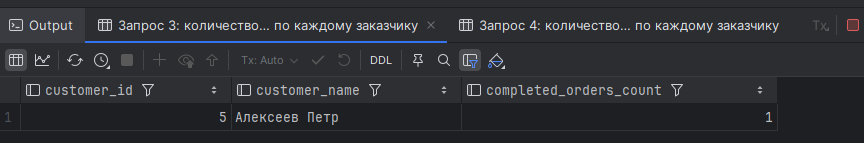 Output
Запрос 3: количество... по каждому заказчику
Запрос 4: количество... по каждому заказчику
Tx
Tx: Auto
DDL
customer_id
customer_name
completed_orders_count
1
5
Алексеев Петр
1